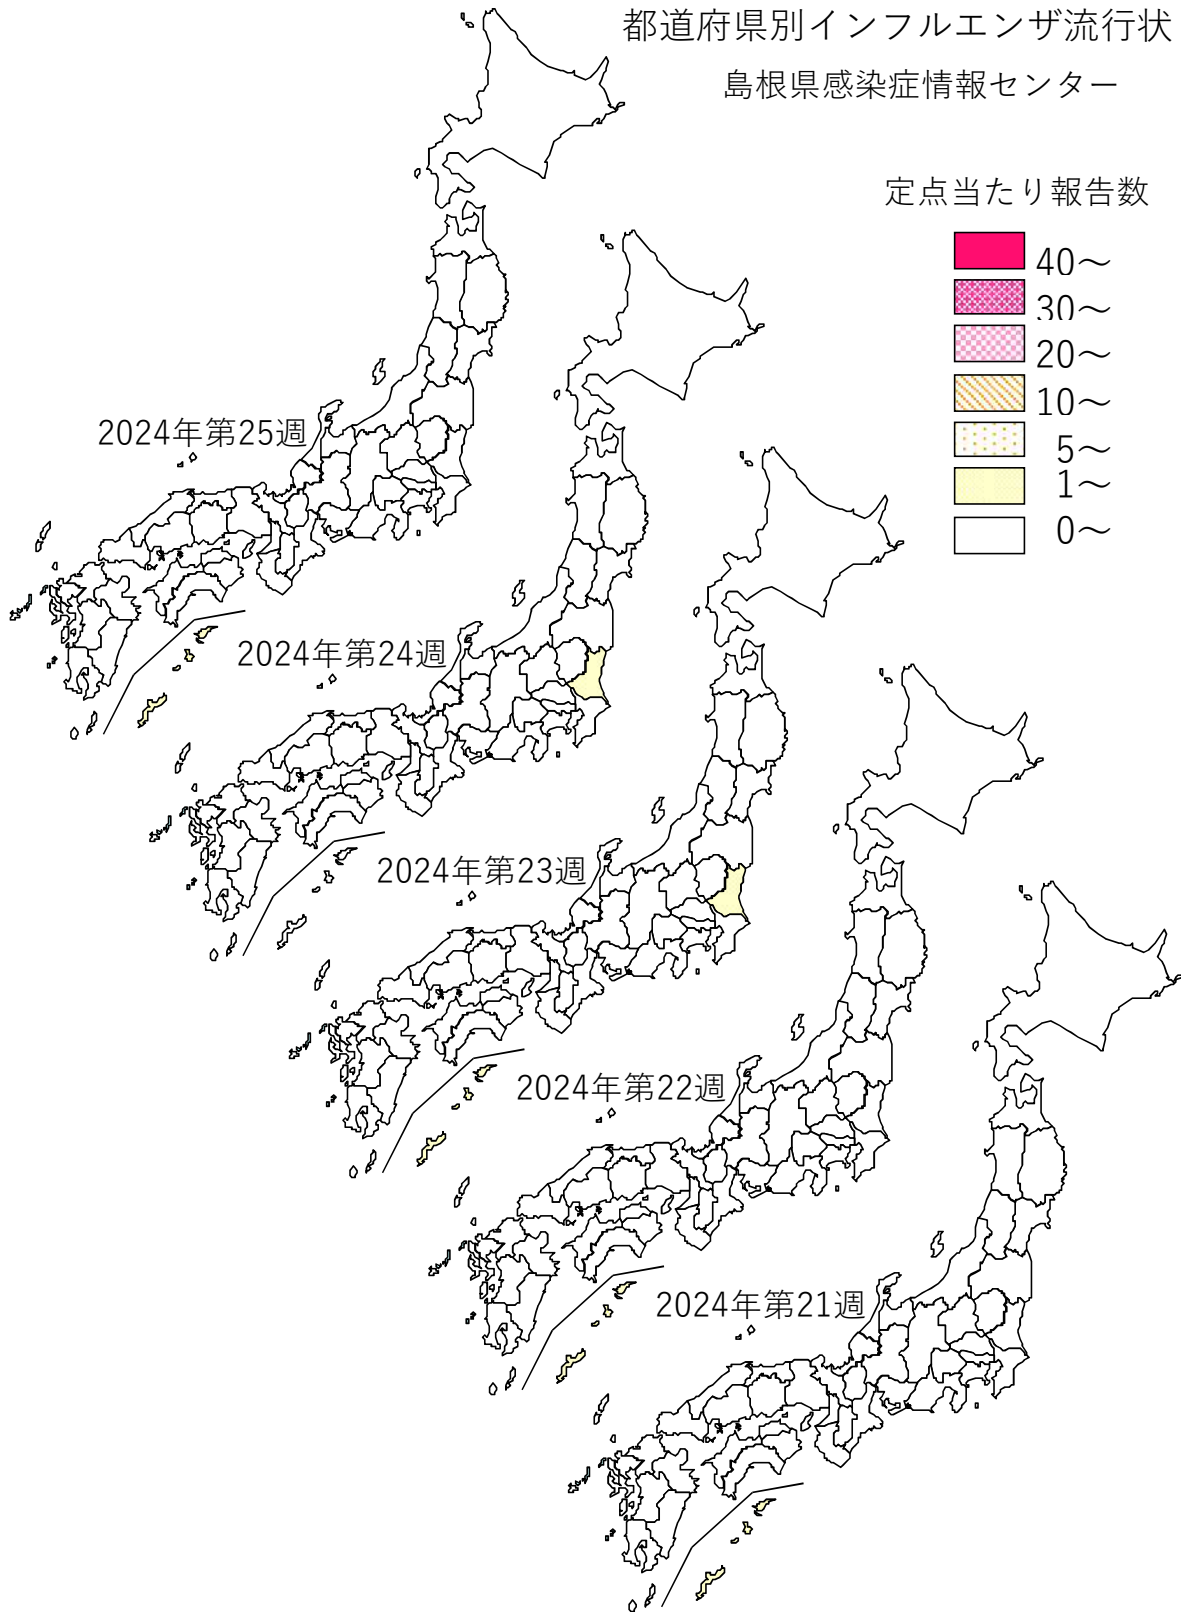 都道府県別インフルエンザ流行状
島根県感染症情報センター
定点当たり報告数
40～
30～
20～
10～
5～
1～
0～
2024年第25週
2024年第24週
2024年第23週
2024年第22週
2024年第21週